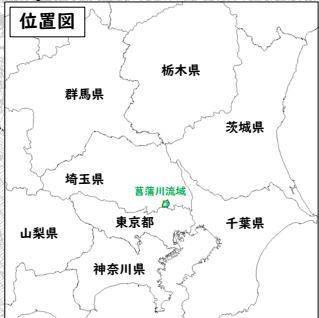 位置図
栃木県
群馬県
茨城県
埼玉県
菖蒲川流域
東京都
千葉県
山梨県
神奈川県